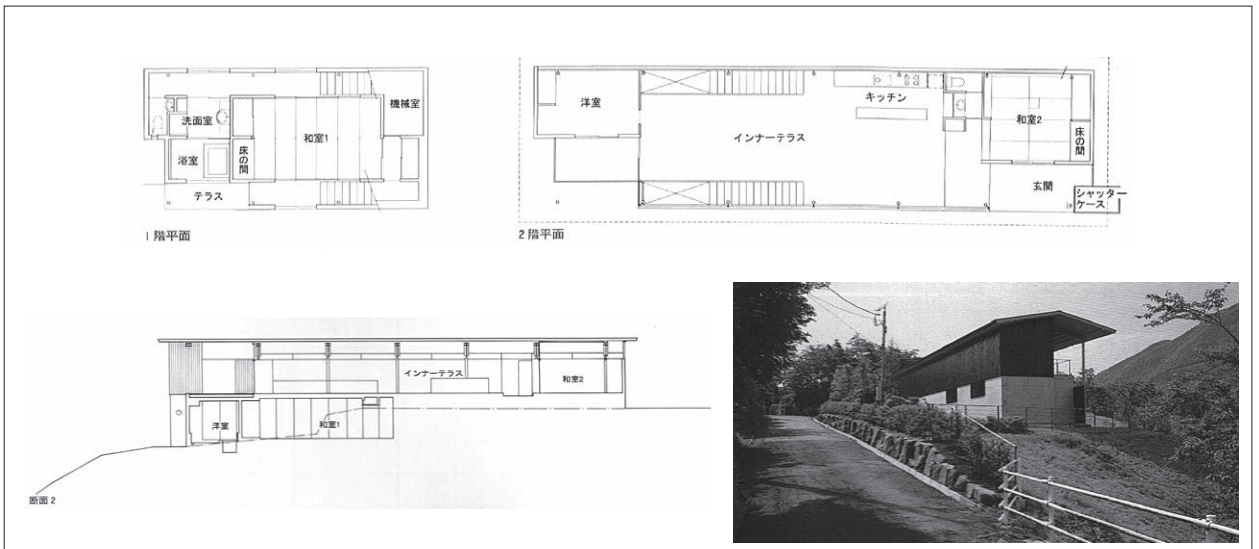 洗面室
浴室
テラス
床の間
和室1
機械室
1階平面
洋室
インナーテラス
キッチン
和室2
床の間
玄関
シャッター
ケース
2階平面
インナーテラス
和室2
洋室
和室1
断面2